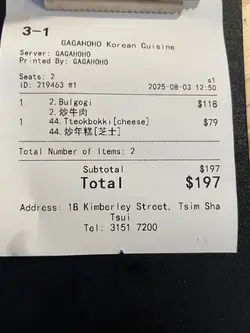 3-1
GAGAHOHO Korean Cuisine
Server: GAGAHOHO
Printed By: GAGAHOHO
Seats: 2 s1
ID: 219463 #1 2025-08-03 12:50
1 2.Bulgogi $118
2.炒牛肉
1 44.Tteokbokki[cheese] $79
44.炒年糕[芝士]
Total Number of Items: 2
Subtotal $197
Total $197
Address: 1B Kimberley Street, Tsim Sha
Tsui
Tel: 3151 7200